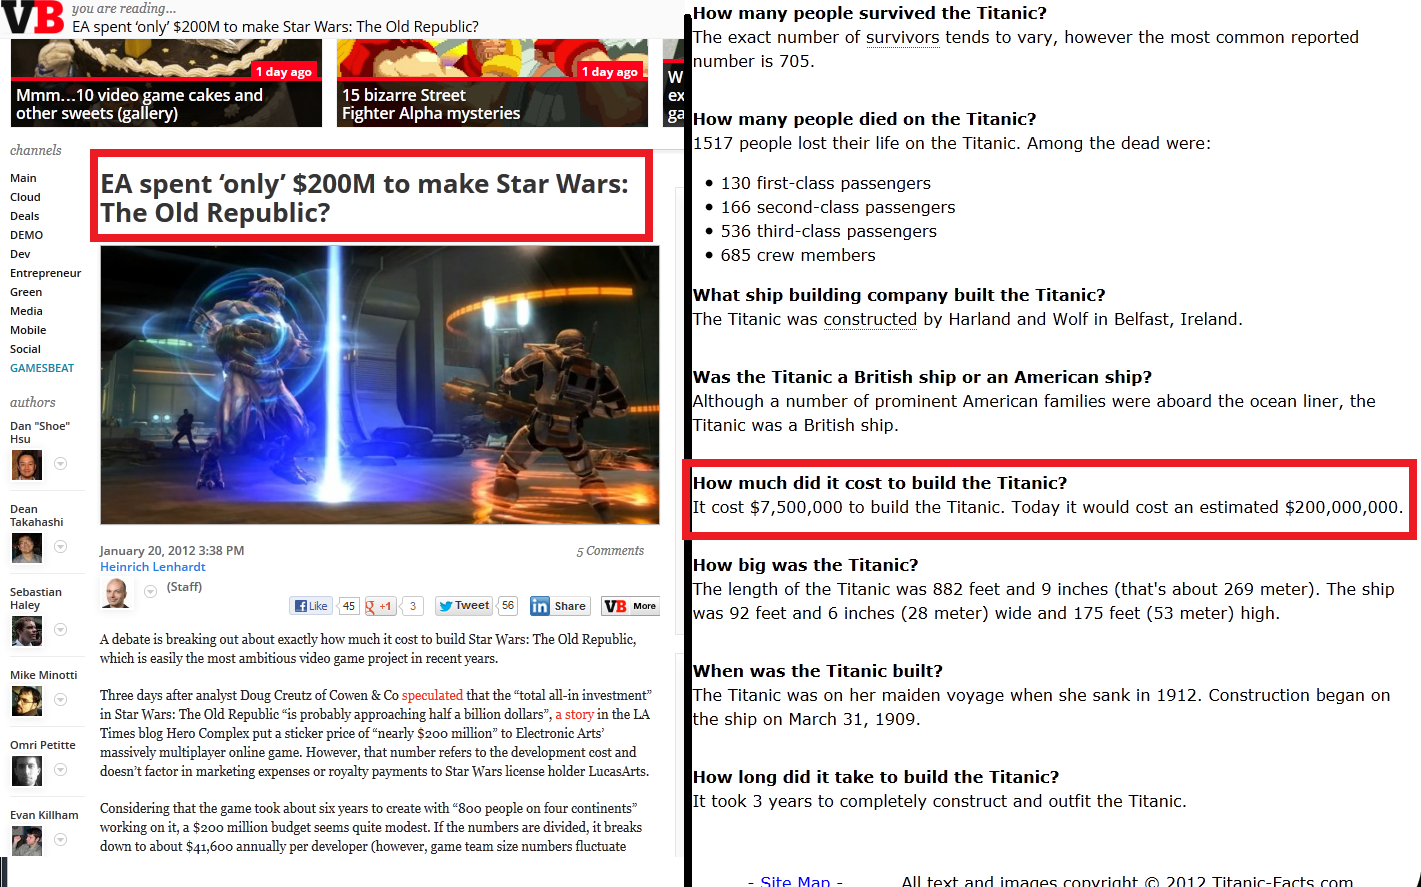 VB
you are reading...
EA spent ‘only’ $200M to make Star Wars: The Old Republic?
1 day ago
Mmm...10 video game cakes and
other sweets (gallery)
1 day ago
15 bizarre Street
Fighter Alpha mysteries
W
ex
ga
channels
Main
Cloud
Deals
DEMO
Dev
Entrepreneur
Green
Media
Mobile
Social
GAMESBEAT
authors
Dan "Shoe"
Hsu
Dean
Takahashi
Sebastian
Haley
Mike Minotti
Omri Petitte
Evan Killham
EA spent ‘only’ $200M to make Star Wars:
The Old Republic?
January 20, 2012 3:38 PM
5 Comments
Heinrich Lenhardt
(Staff)
Like 45 +1 3 Tweet 56 in Share VB More
A debate is breaking out about exactly how much it cost to build Star Wars: The Old Republic,
which is easily the most ambitious video game project in recent years.
Three days after analyst Doug Creutz of Cowen & Co speculated that the “total all-in investment”
in Star Wars: The Old Republic “is probably approaching half a billion dollars”, a story in the LA
Times blog Hero Complex put a sticker price of “nearly $200 million” to Electronic Arts’
massively multiplayer online game. However, that number refers to the development cost and
doesn’t factor in marketing expenses or royalty payments to Star Wars license holder LucasArts.
Considering that the game took about six years to create with “800 people on four continents”
working on it, a $200 million budget seems quite modest. If the numbers are divided, it breaks
down to about $41,600 annually per developer (however, game team size numbers fluctuate
How many people survived the Titanic?
The exact number of survivors tends to vary, however the most common reported
number is 705.
How many people died on the Titanic?
1517 people lost their life on the Titanic. Among the dead were:
• 130 first-class passengers
• 166 second-class passengers
• 536 third-class passengers
• 685 crew members
What ship building company built the Titanic?
The Titanic was constructed by Harland and Wolf in Belfast, Ireland.
Was the Titanic a British ship or an American ship?
Although a number of prominent American families were aboard the ocean liner, the
Titanic was a British ship.
How much did it cost to build the Titanic?
It cost $7,500,000 to build the Titanic. Today it would cost an estimated $200,000,000.
How big was the Titanic?
The length of the Titanic was 882 feet and 9 inches (that's about 269 meter). The ship
was 92 feet and 6 inches (28 meter) wide and 175 feet (53 meter) high.
When was the Titanic built?
The Titanic was on her maiden voyage when she sank in 1912. Construction began on
the ship on March 31, 1909.
How long did it take to build the Titanic?
It took 3 years to completely construct and outfit the Titanic.
- Site Map - All text and images copyright © 2012 Titanic-Facts.com